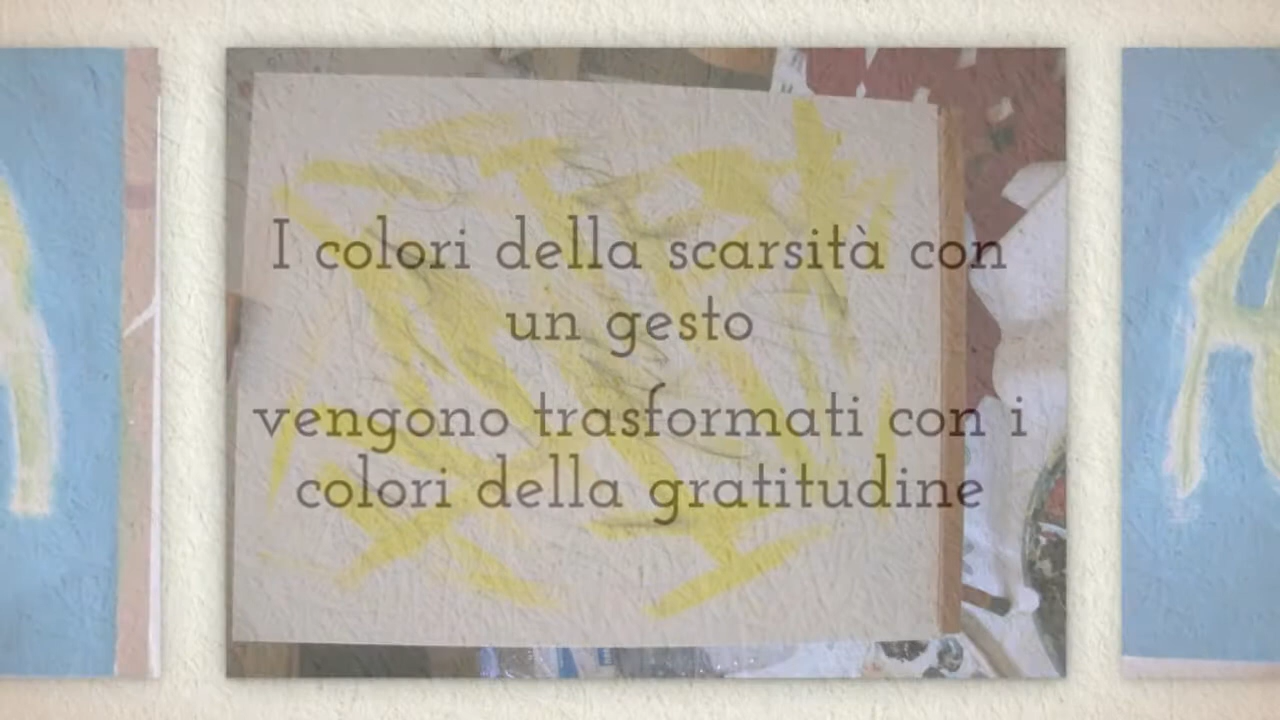 I colori della scarsità con
un gesto
vengono trasformati con i
colori della gratitudine